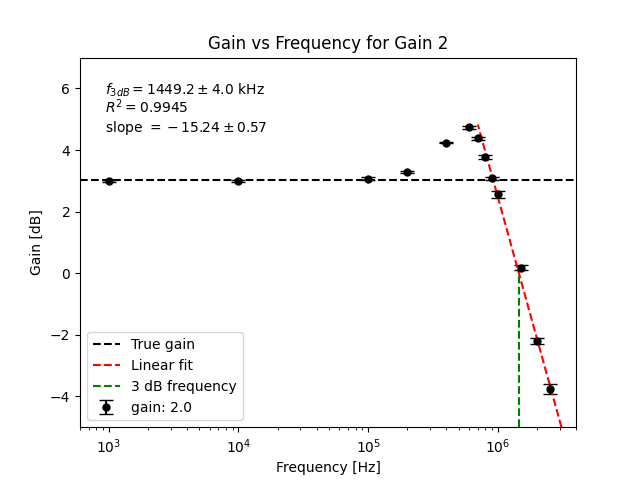 Gain vs Frequency for Gain 2
f_{3dB} = 1449.2 ± 4.0 kHz
R² = 0.9945
slope = −15.24 ± 0.57
6
4
2
0
−2
−4
Gain [dB]
True gain
Linear fit
3 dB frequency
gain: 2.0
10³ 10⁴ 10⁵ 10⁶
Frequency [Hz]